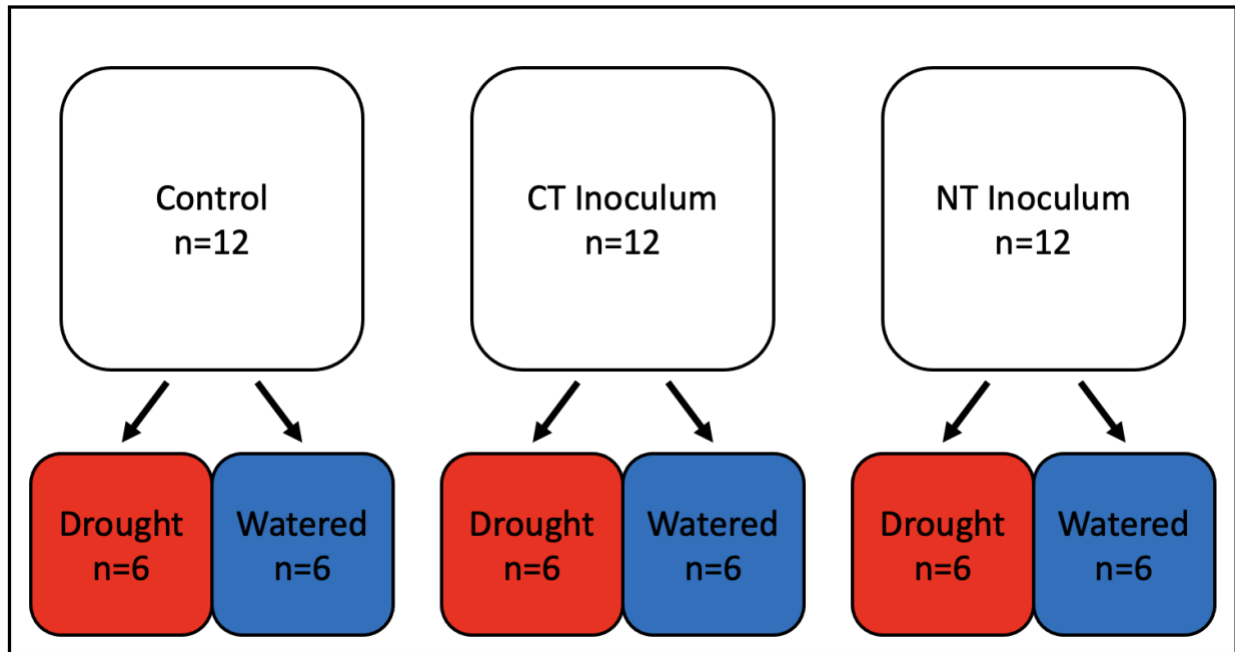 Control
n=12
CT Inoculum
n=12
NT Inoculum
n=12
Drought
n=6
Watered
n=6
Drought
n=6
Watered
n=6
Drought
n=6
Watered
n=6